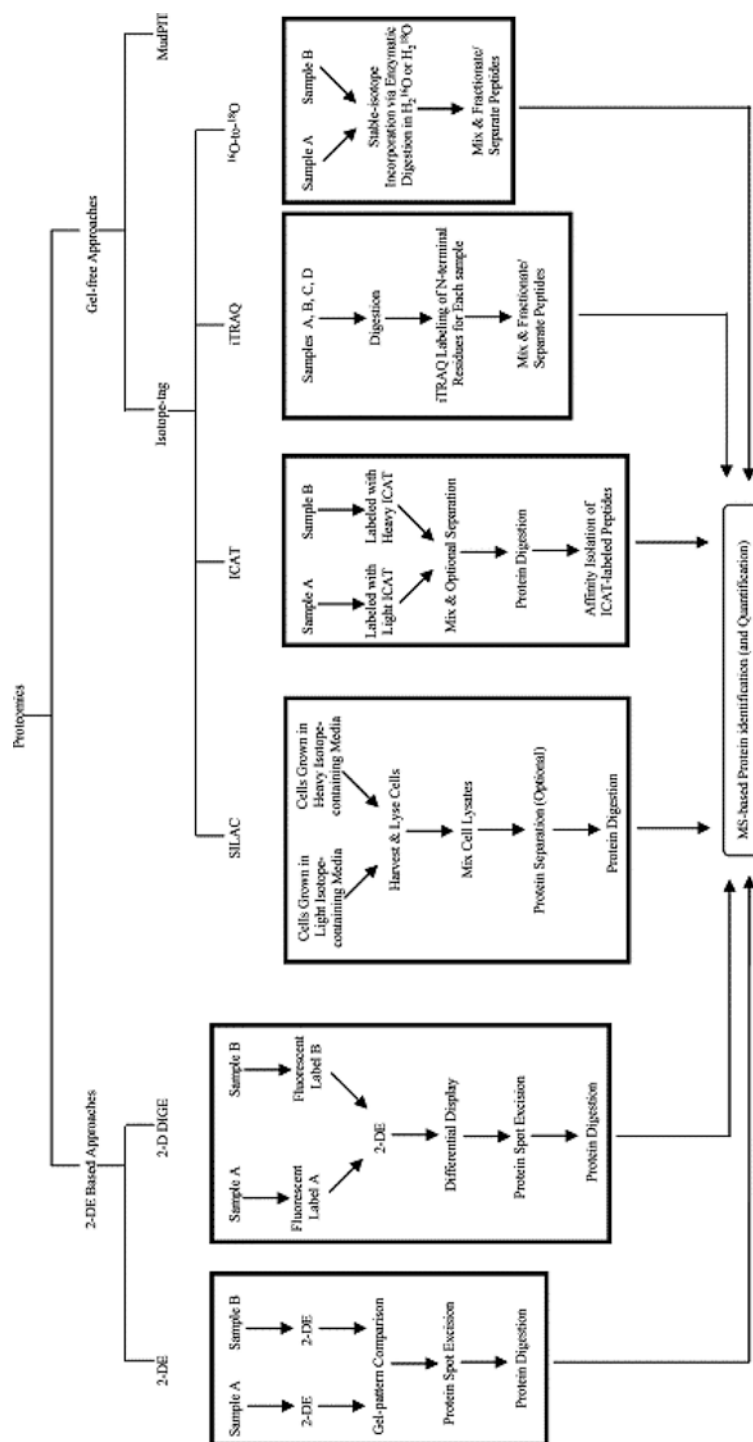 Proteomics
2-DE Based Approaches
Gel-free Approaches
Isotope-tag
2-DE
2-D DIGE
SILAC
ICAT
iTRAQ
¹⁶O-to-¹⁸O
MudPIT
Sample A
Sample B
2-DE
2-DE
Gel-pattern Comparison
Protein Spot Excision
Protein Digestion
Sample A
Sample B
Fluorescent
Label A
Fluorescent
Label B
2-DE
Differential Display
Protein Spot Excision
Protein Digestion
Cells Grown in
Light Isotope-
containing Media
Cells Grown in
Heavy Isotope-
containing Media
Harvest & Lyse Cells
Mix Cell Lysates
Protein Separation (Optional)
Protein Digestion
Sample A
Sample B
Labeled with
Light ICAT
Labeled with
Heavy ICAT
Mix & Optional Separation
Protein Digestion
Affinity Isolation of
ICAT-labeled Peptides
Samples A, B, C, D
Digestion
iTRAQ Labeling of N-terminal
Residues for Each sample
Mix & Fractionate/
Separate Peptides
Sample A
Sample B
Stable-isotope
Incorporation via Enzymatic
Digestion in H₂¹⁶O or H₂¹⁸O
Mix & Fractionate/
Separate Peptides
MS-based Protein identification (and Quantification)